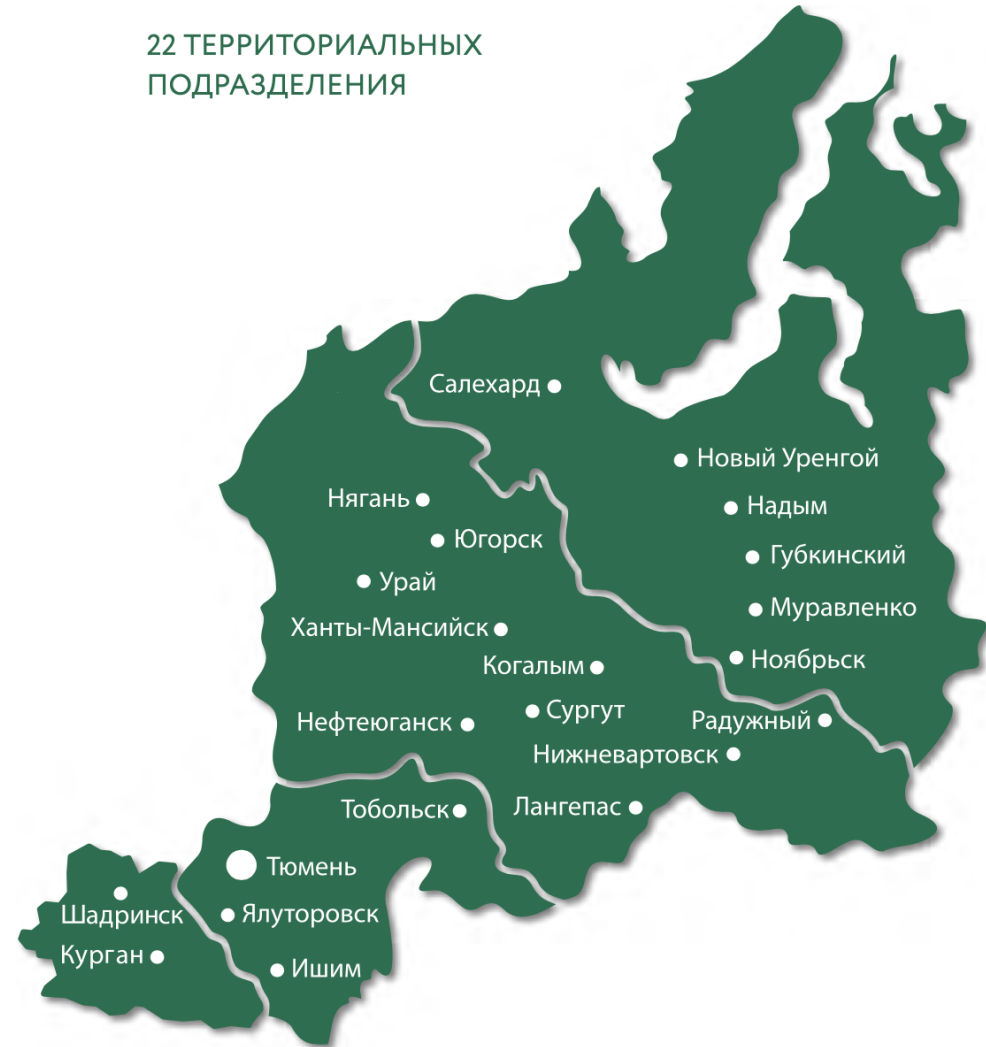 22 ТЕРРИТОРИАЛЬНЫХ
ПОДРАЗДЕЛЕНИЯ
Салехард
Новый Уренгой
Нягань
Надым
Югорск
Губкинский
Урай
Муравленко
Ханты-Мансийск
Ноябрьск
Когалым
Сургут
Радужный
Нефтеюганск
Нижневартовск
Тобольск
Лангепас
Тюмень
Шадринск
Ялуторовск
Курган
Ишим